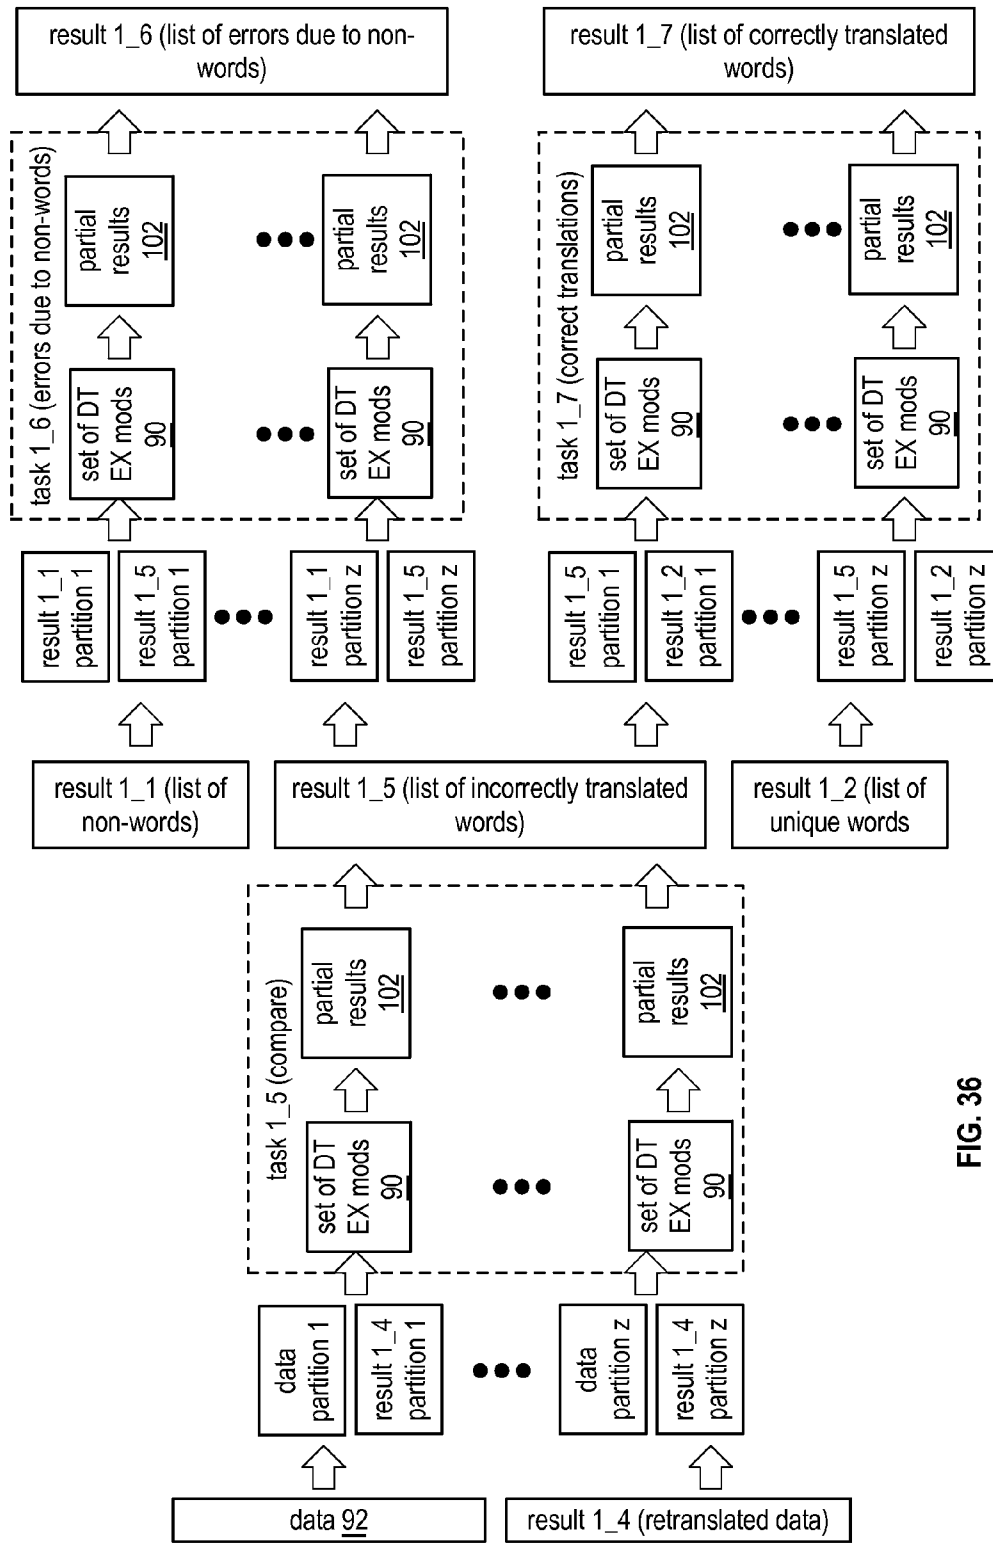 data 92
result 1_4 (retranslated data)
data
partition 1
result 1_4
partition 1
data
partition z
result 1_4
partition z
task 1_5 (compare)
set of DT
EX mods
90
partial
results
102
set of DT
EX mods
90
partial
results
102
result 1_1 (list of
non-words)
result 1_5 (list of incorrectly translated
words)
result 1_2 (list of
unique words
result 1_1
partition 1
result 1_5
partition 1
result 1_1
partition z
result 1_5
partition z
task 1_6 (errors due to non-words)
set of DT
EX mods
90
partial
results
102
set of DT
EX mods
90
partial
results
102
result 1_6 (list of errors due to non-
words)
result 1_5
partition 1
result 1_2
partition 1
result 1_5
partition z
result 1_2
partition z
task 1_7 (correct translations)
set of DT
EX mods
90
partial
results
102
set of DT
EX mods
90
partial
results
102
result 1_7 (list of correctly translated
words)
FIG. 36